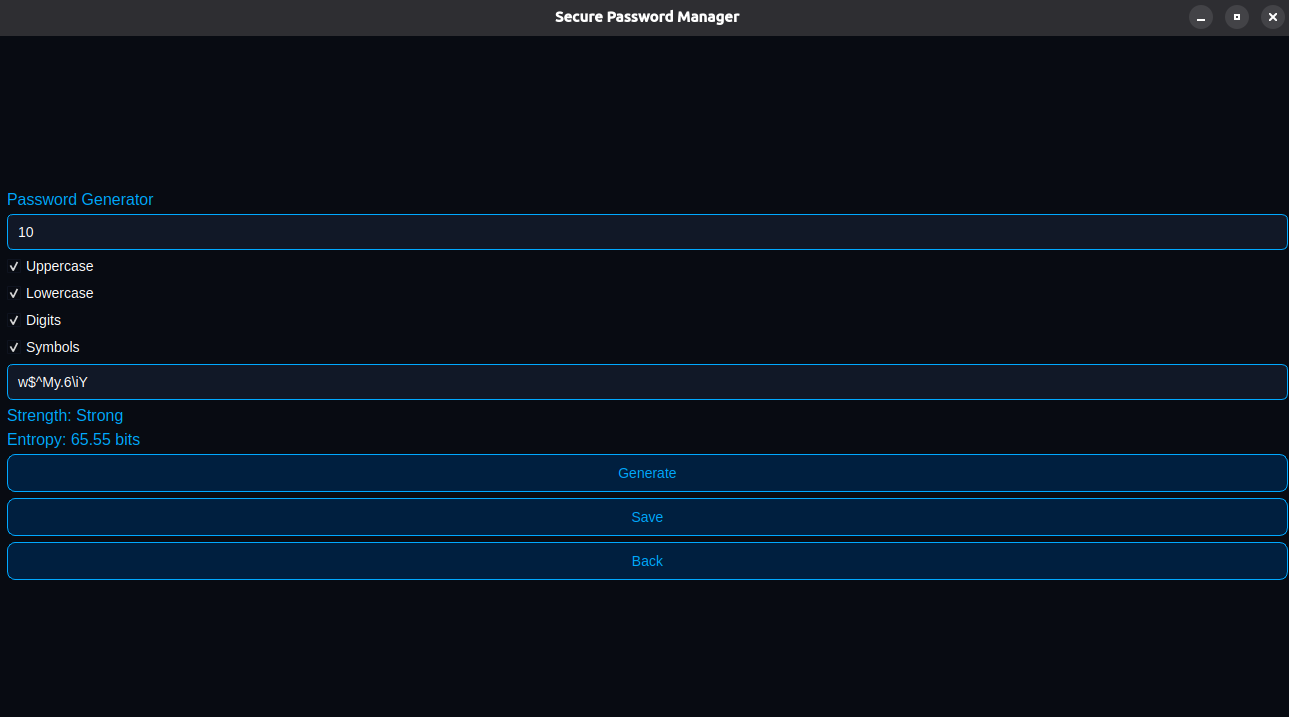 Secure Password Manager
Password Generator
10
Uppercase
Lowercase
Digits
Symbols
w$^My.6\iY
Strength: Strong
Entropy: 65.55 bits
Generate
Save
Back